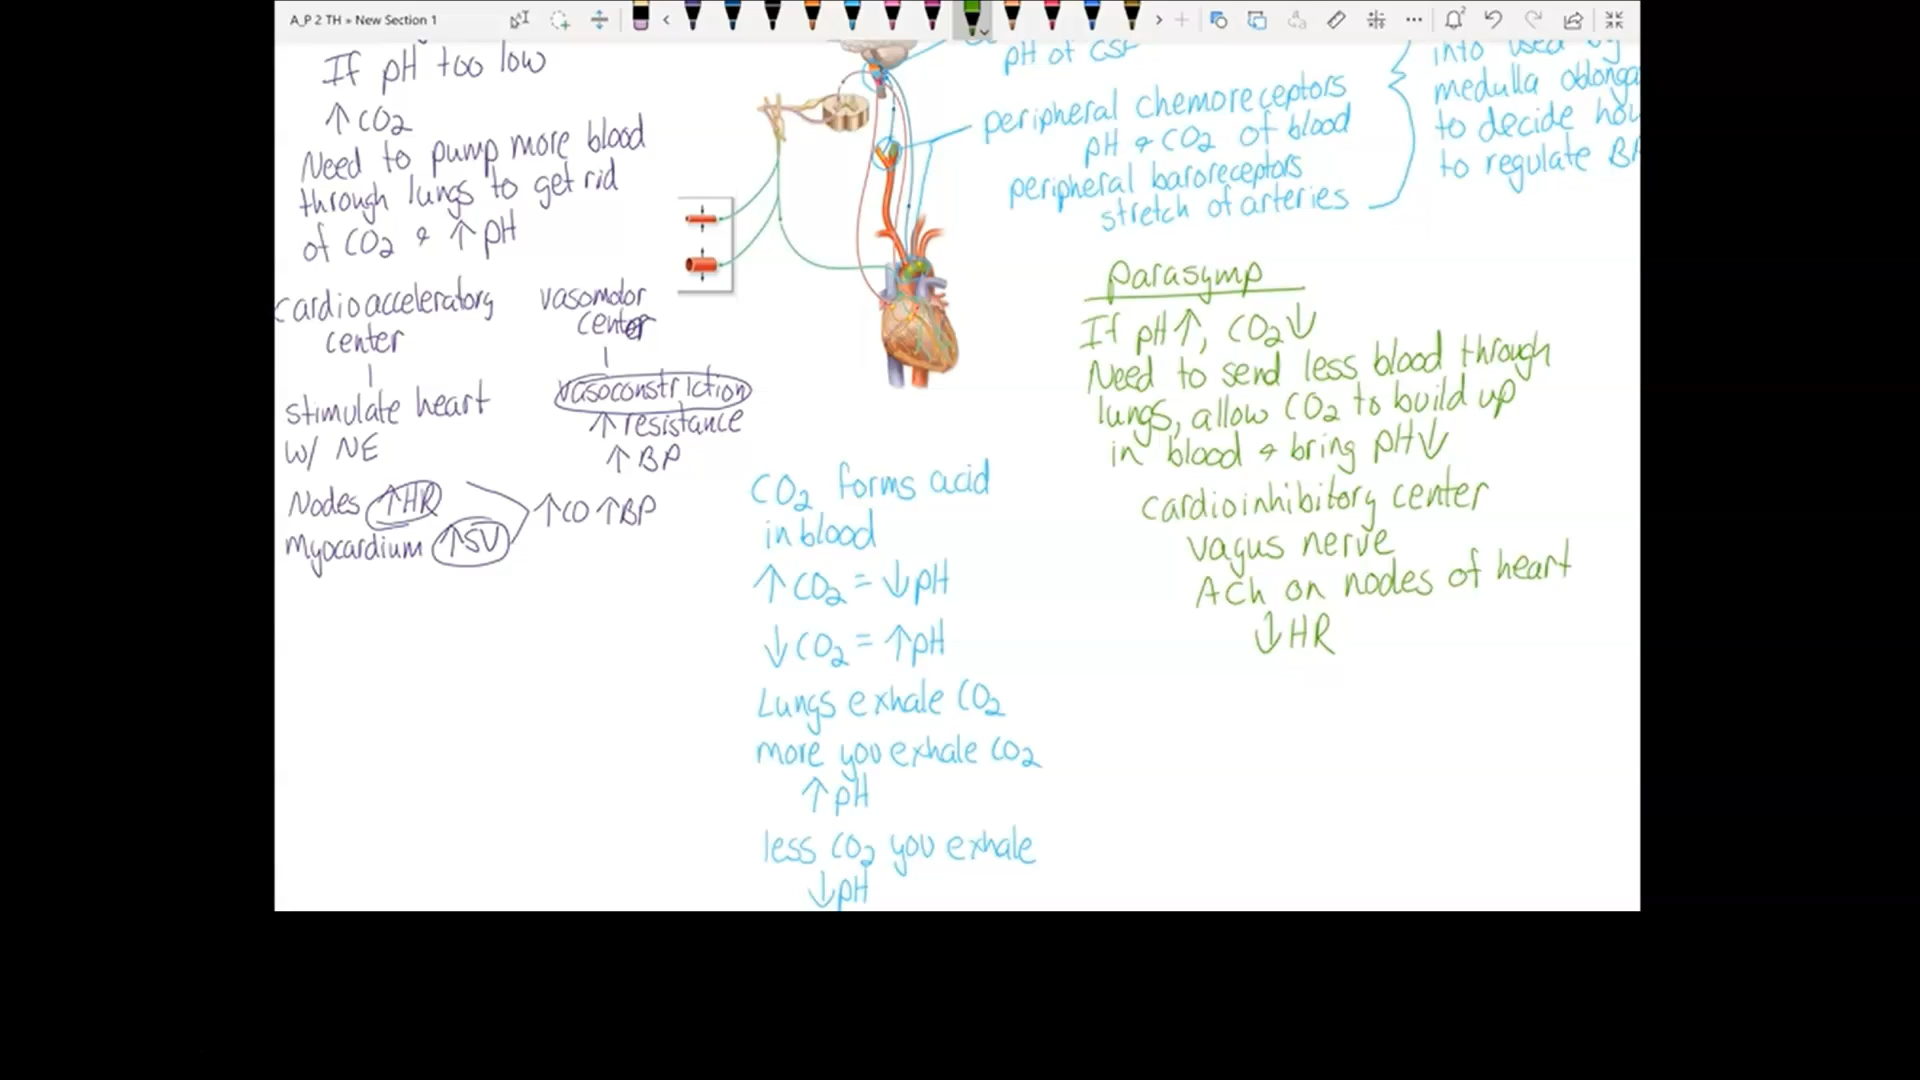 A_P 2 TH » New Section 1
If pH too low
↑ CO2
Need to pump more blood
through lungs to get rid
of CO2 & ↑ pH
cardioacceleratory
center
stimulate heart
w/ NE
Nodes ↑HR
Myocardium ↑SV
↑CO ↑BP
vasomotor
center
vasoconstriction
↑ resistance
↑ BP
pH of CSF
peripheral chemoreceptors
pH & CO2 of blood
peripheral baroreceptors
stretch of arteries
into used
medulla oblonga
to decide
to regulate
CO2 forms acid
in blood
↑ CO2 = ↓ pH
↓ CO2 = ↑ pH
Lungs exhale CO2
more you exhale CO2
↑ pH
less CO2 you exhale
↓ pH
parasymp
If pH↑, CO2↓
Need to send less blood through
lungs, allow CO2 to build up
in blood & bring pH↓
cardioinhibitory center
vagus nerve
ACh on nodes of heart
↓ HR